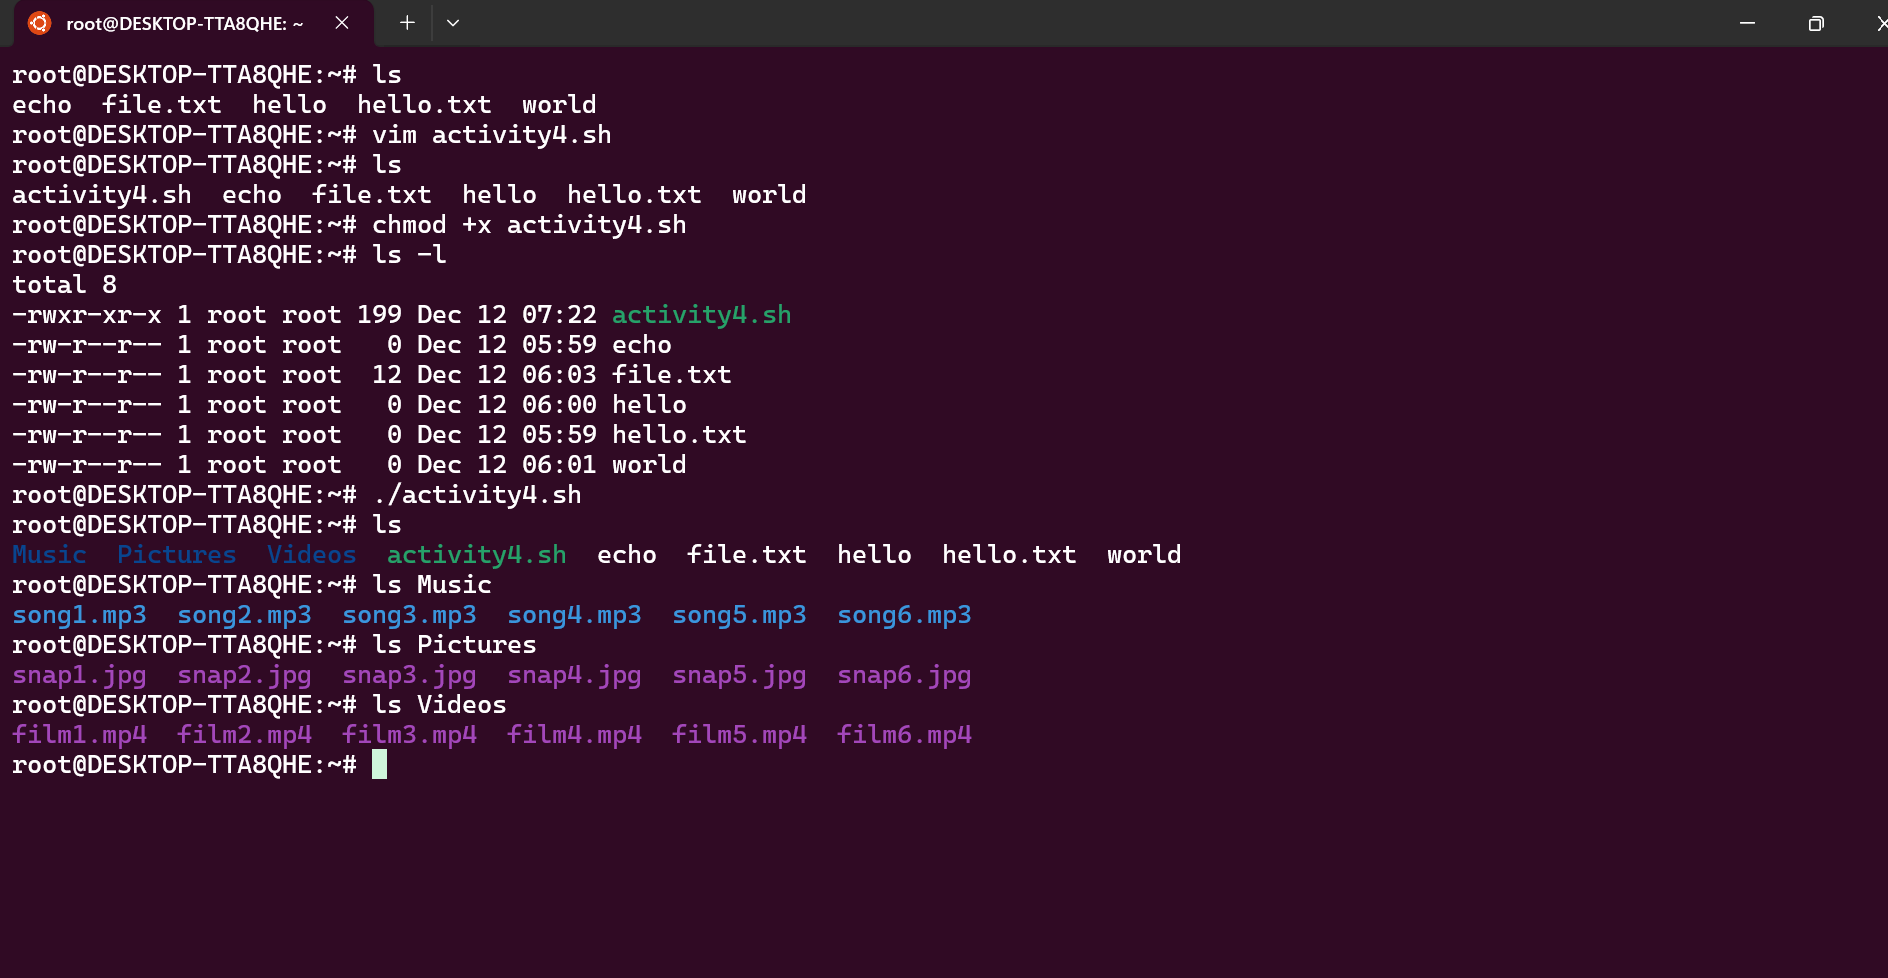 root@DESKTOP-TTA8QHE: ~
root@DESKTOP-TTA8QHE:~# ls
echo  file.txt  hello  hello.txt  world
root@DESKTOP-TTA8QHE:~# vim activity4.sh
root@DESKTOP-TTA8QHE:~# ls
activity4.sh  echo  file.txt  hello  hello.txt  world
root@DESKTOP-TTA8QHE:~# chmod +x activity4.sh
root@DESKTOP-TTA8QHE:~# ls -l
total 8
-rwxr-xr-x 1 root root 199 Dec 12 07:22 activity4.sh
-rw-r--r-- 1 root root   0 Dec 12 05:59 echo
-rw-r--r-- 1 root root  12 Dec 12 06:03 file.txt
-rw-r--r-- 1 root root   0 Dec 12 06:00 hello
-rw-r--r-- 1 root root   0 Dec 12 05:59 hello.txt
-rw-r--r-- 1 root root   0 Dec 12 06:01 world
root@DESKTOP-TTA8QHE:~# ./activity4.sh
root@DESKTOP-TTA8QHE:~# ls
Music  Pictures  Videos  activity4.sh  echo  file.txt  hello  hello.txt  world
root@DESKTOP-TTA8QHE:~# ls Music
song1.mp3  song2.mp3  song3.mp3  song4.mp3  song5.mp3  song6.mp3
root@DESKTOP-TTA8QHE:~# ls Pictures
snap1.jpg  snap2.jpg  snap3.jpg  snap4.jpg  snap5.jpg  snap6.jpg
root@DESKTOP-TTA8QHE:~# ls Videos
film1.mp4  film2.mp4  film3.mp4  film4.mp4  film5.mp4  film6.mp4
root@DESKTOP-TTA8QHE:~#